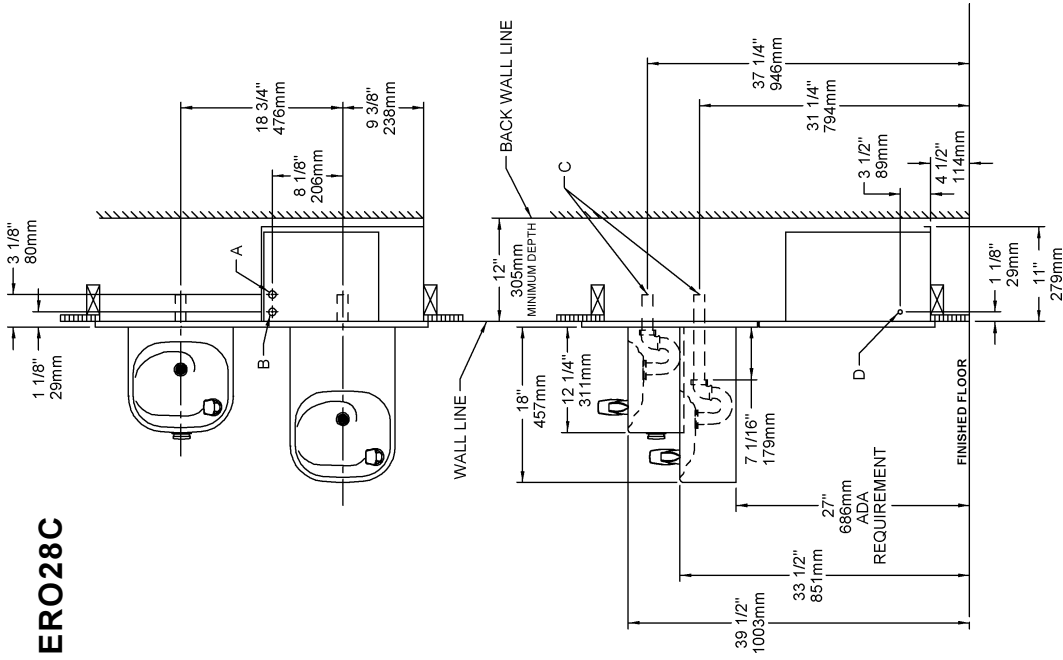 ERO28C
1 1/8"
29mm
3 1/8"
80mm
A
B
8 1/8"
206mm
18 3/4"
476mm
9 3/8"
238mm
WALL LINE
BACK WALL LINE
12"
305mm
MINIMUM DEPTH
C
18"
457mm
12 1/4"
311mm
7 1/16"
179mm
37 1/4"
946mm
31 1/4"
794mm
3 1/2"
89mm
4 1/2"
114mm
1 1/8"
29mm
11"
279mm
D
39 1/2"
1003mm
33 1/2"
851mm
27"
686mm
ADA
REQUIREMENT
FINISHED FLOOR